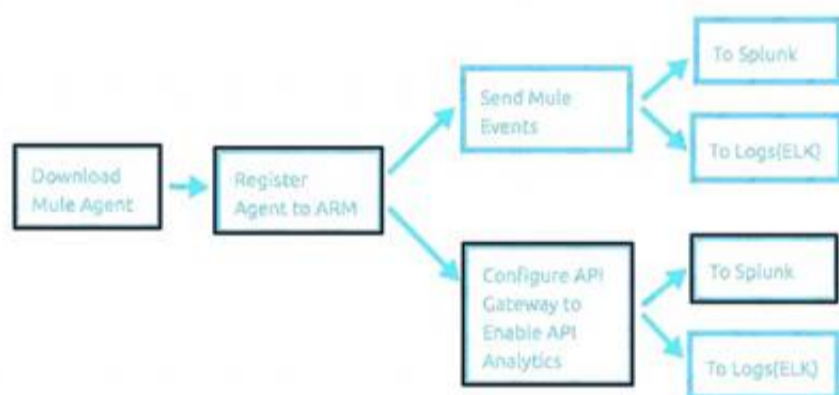 Download
Mule Agent
Register
Agent to ARM
Send Mule
Events
To Splunk
To Logs(ELK)
Configure API
Gateway to
Enable API
Analytics
To Splunk
To Logs(ELK)